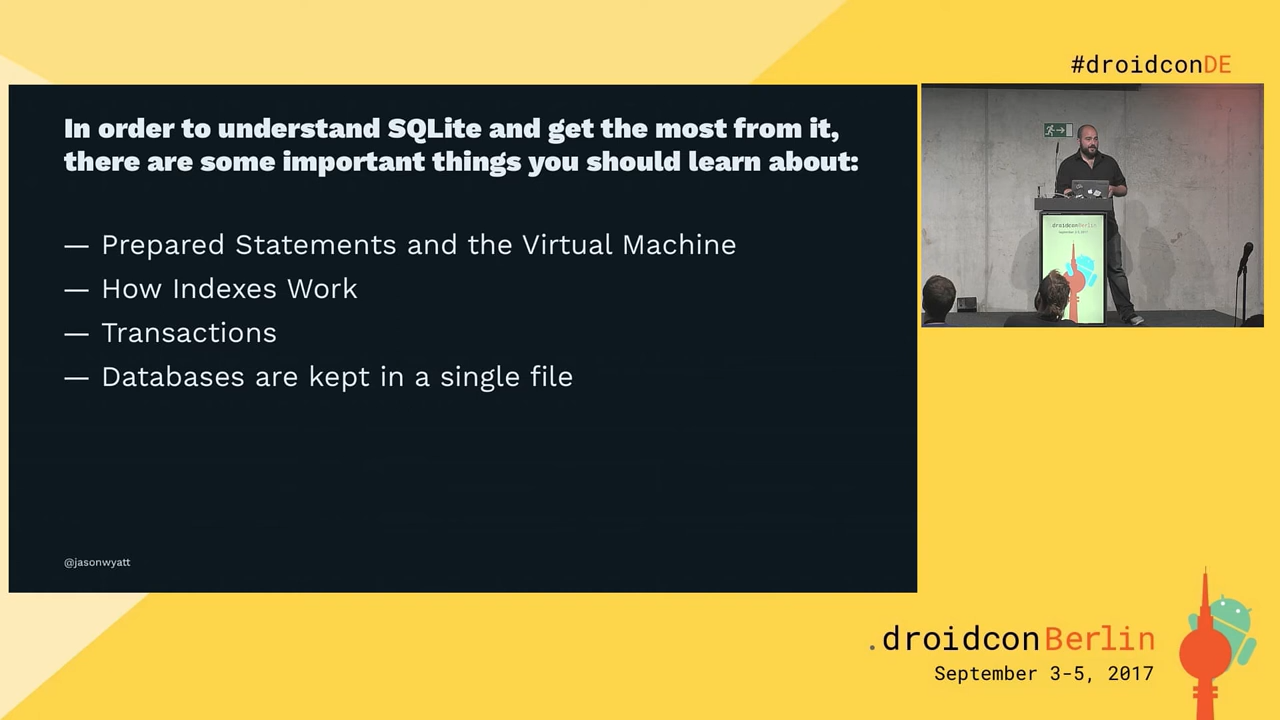 #droidconDE
In order to understand SQLite and get the most from it,
there are some important things you should learn about:
— Prepared Statements and the Virtual Machine
— How Indexes Work
— Transactions
— Databases are kept in a single file
@jasonwyatt
droidconBerlin
.droidconBerlin
September 3-5, 2017